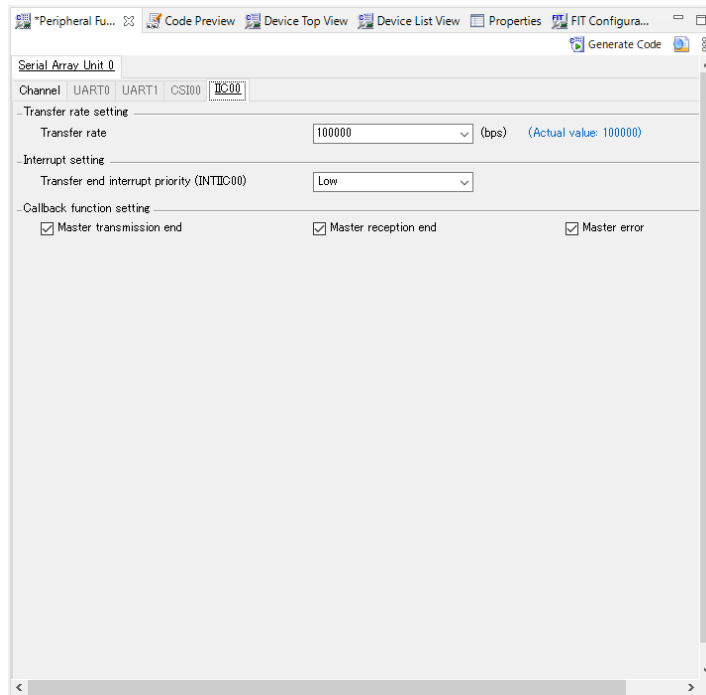 *Peripheral Fu... Code Preview Device Top View Device List View Properties FIT Configura...
Generate Code
Serial Array Unit 0
Channel UART0 UART1 CSI00 IIC00
Transfer rate setting
Transfer rate 100000 (bps) (Actual value: 100000)
Interrupt setting
Transfer end interrupt priority (INTIIC00) Low
Callback function setting
Master transmission end Master reception end Master error